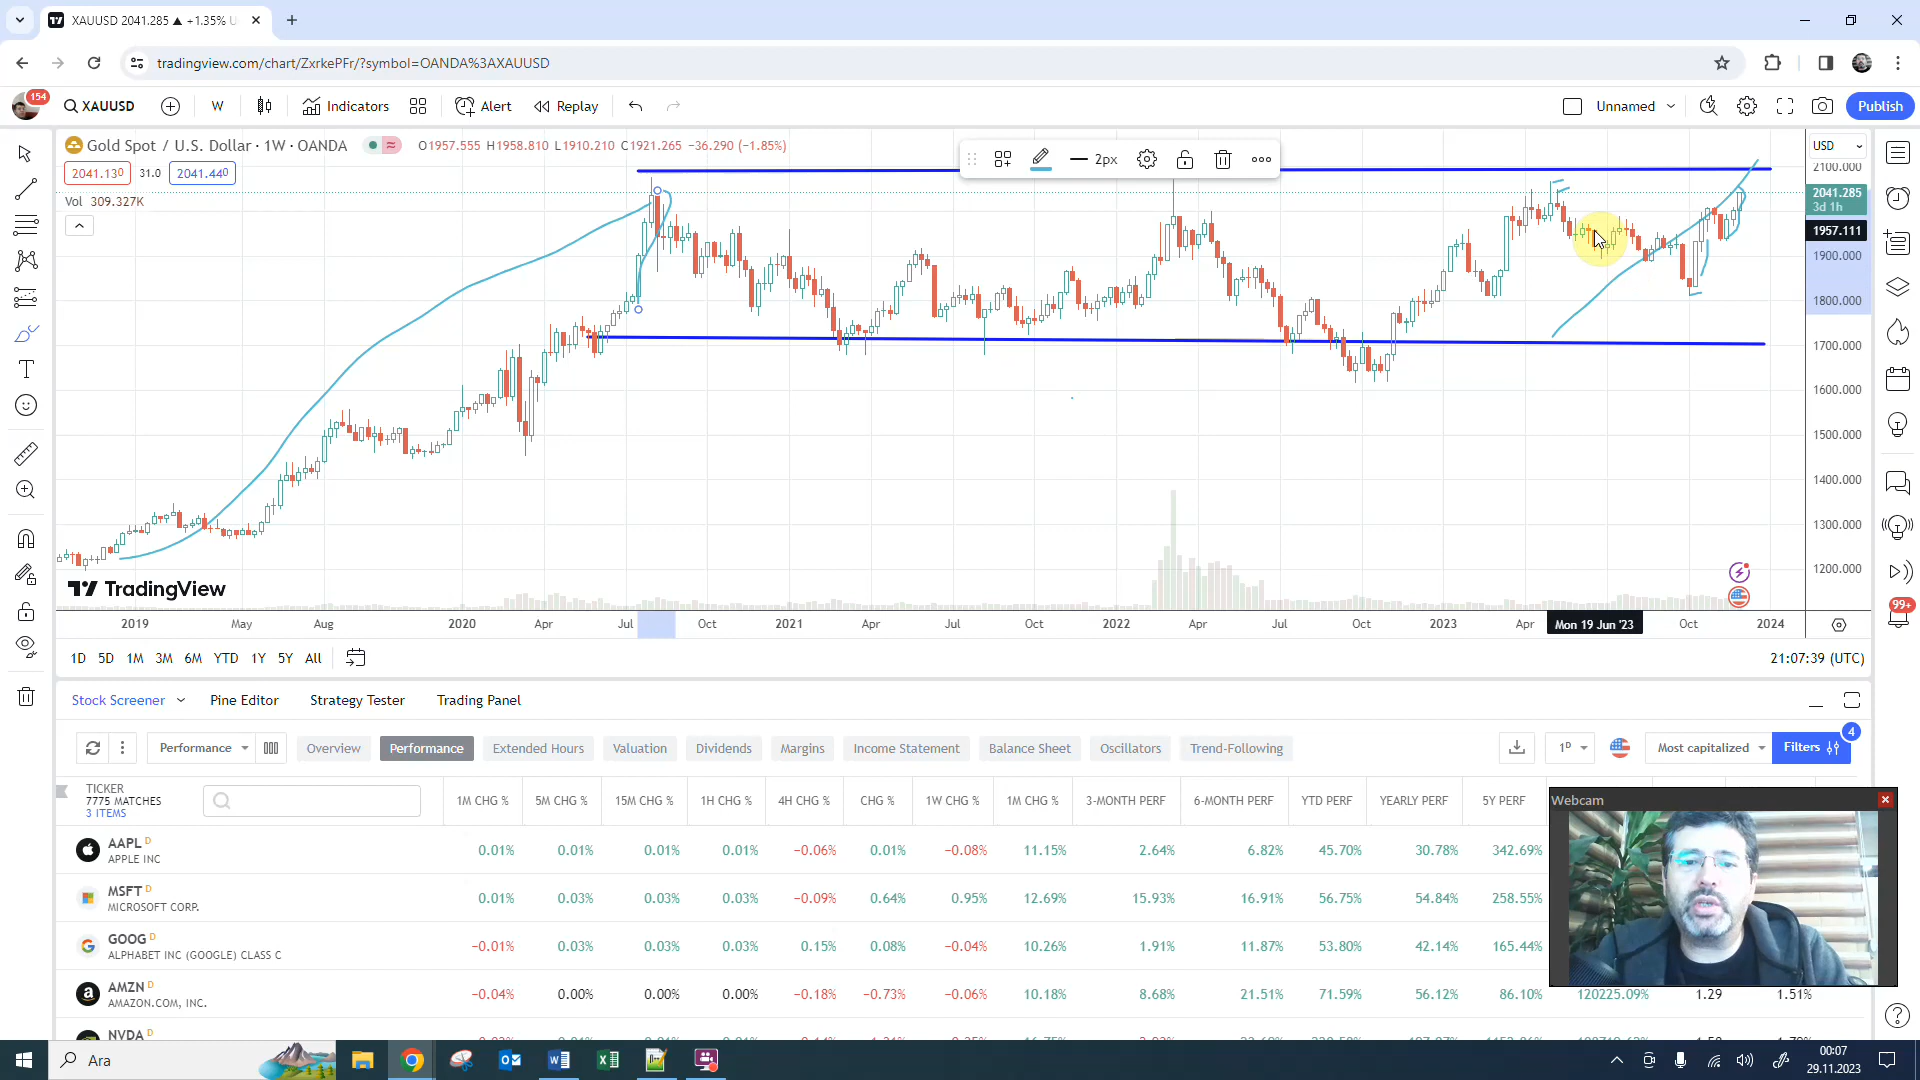 XAUUSD 2041.285 ▲ +1.35% U
tradingview.com/chart/ZxrkePFr/?symbol=OANDA%3AXAUUSD
154
XAUUSD
W
Indicators
Alert
Replay
Unnamed
Publish
Gold Spot / U.S. Dollar · 1W · OANDA
O1957.555 H1958.810 L1910.210 C1921.265 −36.290 (−1.85%)
2041.130 31.0 2041.440
Vol 309.327K
2px
USD
2100.000
2041.285
3d 1h
1957.111
1900.000
1800.000
1700.000
1600.000
1500.000
1400.000
1300.000
1200.000
TradingView
2019 May Aug 2020 Apr Jul Oct 2021 Apr Jul Oct 2022 Apr Jul 2023 Apr Mon 19 Jun '23 Oct 2024
99+
1D 5D 1M 3M 6M YTD 1Y 5Y All
21:07:39 (UTC)
Stock Screener Pine Editor Strategy Tester Trading Panel
Performance Overview Performance Extended Hours Valuation Dividends Margins Income Statement Balance Sheet Oscillators Trend-Following
1D
Most capitalized
Filters
4
TICKER
7775 MATCHES
3 ITEMS
1M CHG % 5M CHG % 15M CHG % 1H CHG % 4H CHG % CHG % 1W CHG % 1M CHG % 3-MONTH PERF 6-MONTH PERF YTD PERF YEARLY PERF 5Y PERF
Webcam
AAPL D
APPLE INC
0.01% 0.01% 0.01% 0.01% −0.06% 0.01% −0.08% 11.15% 2.64% 6.82% 45.70% 30.78% 342.69%
MSFT D
MICROSOFT CORP.
0.01% 0.03% 0.03% 0.03% −0.09% 0.64% 0.95% 12.69% 15.93% 16.91% 56.75% 54.84% 258.55%
GOOG D
ALPHABET INC (GOOGLE) CLASS C
−0.01% 0.03% 0.03% 0.03% 0.15% 0.08% −0.04% 10.26% 1.91% 11.87% 53.80% 42.14% 165.44%
AMZN D
AMAZON.COM, INC.
−0.04% 0.00% 0.00% 0.00% −0.18% −0.73% −0.06% 10.18% 8.68% 21.51% 71.59% 56.12% 86.10% 120225.09% 1.29 1.51%
NVDA D
Ara
00:07
29.11.2023